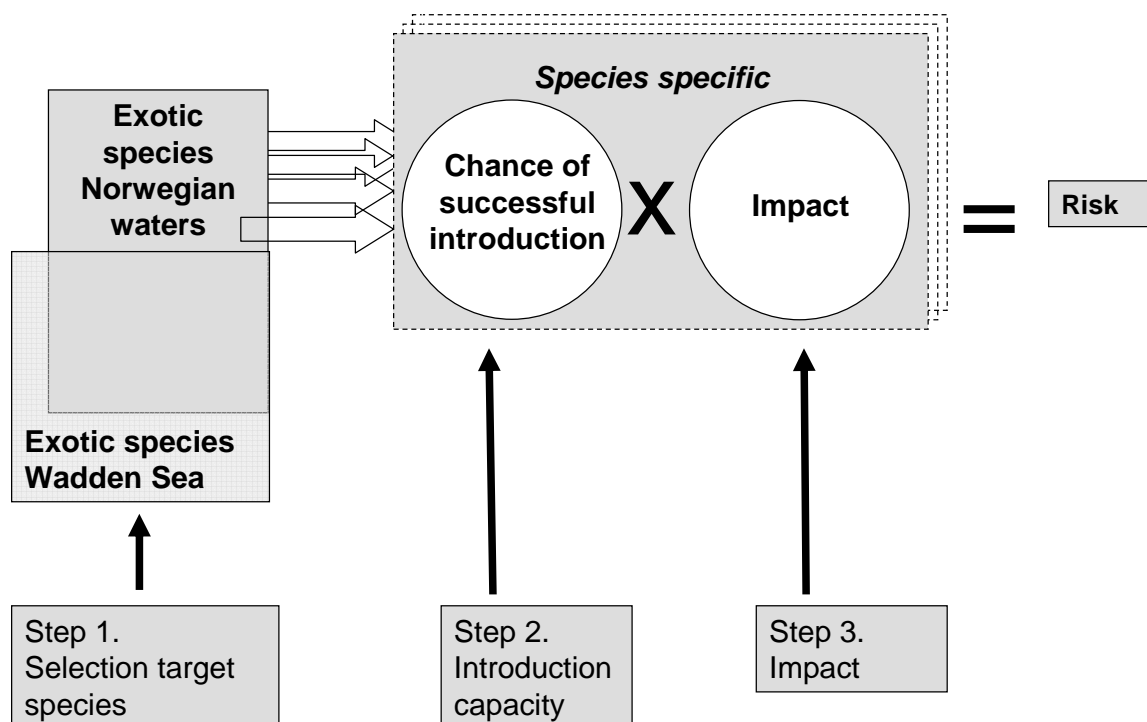 Species specific
Exotic
species
Norwegian
waters
Chance of
successful
introduction
X
Impact
=
Risk
Exotic species
Wadden Sea
Step 1.
Selection target
species
Step 2.
Introduction
capacity
Step 3.
Impact